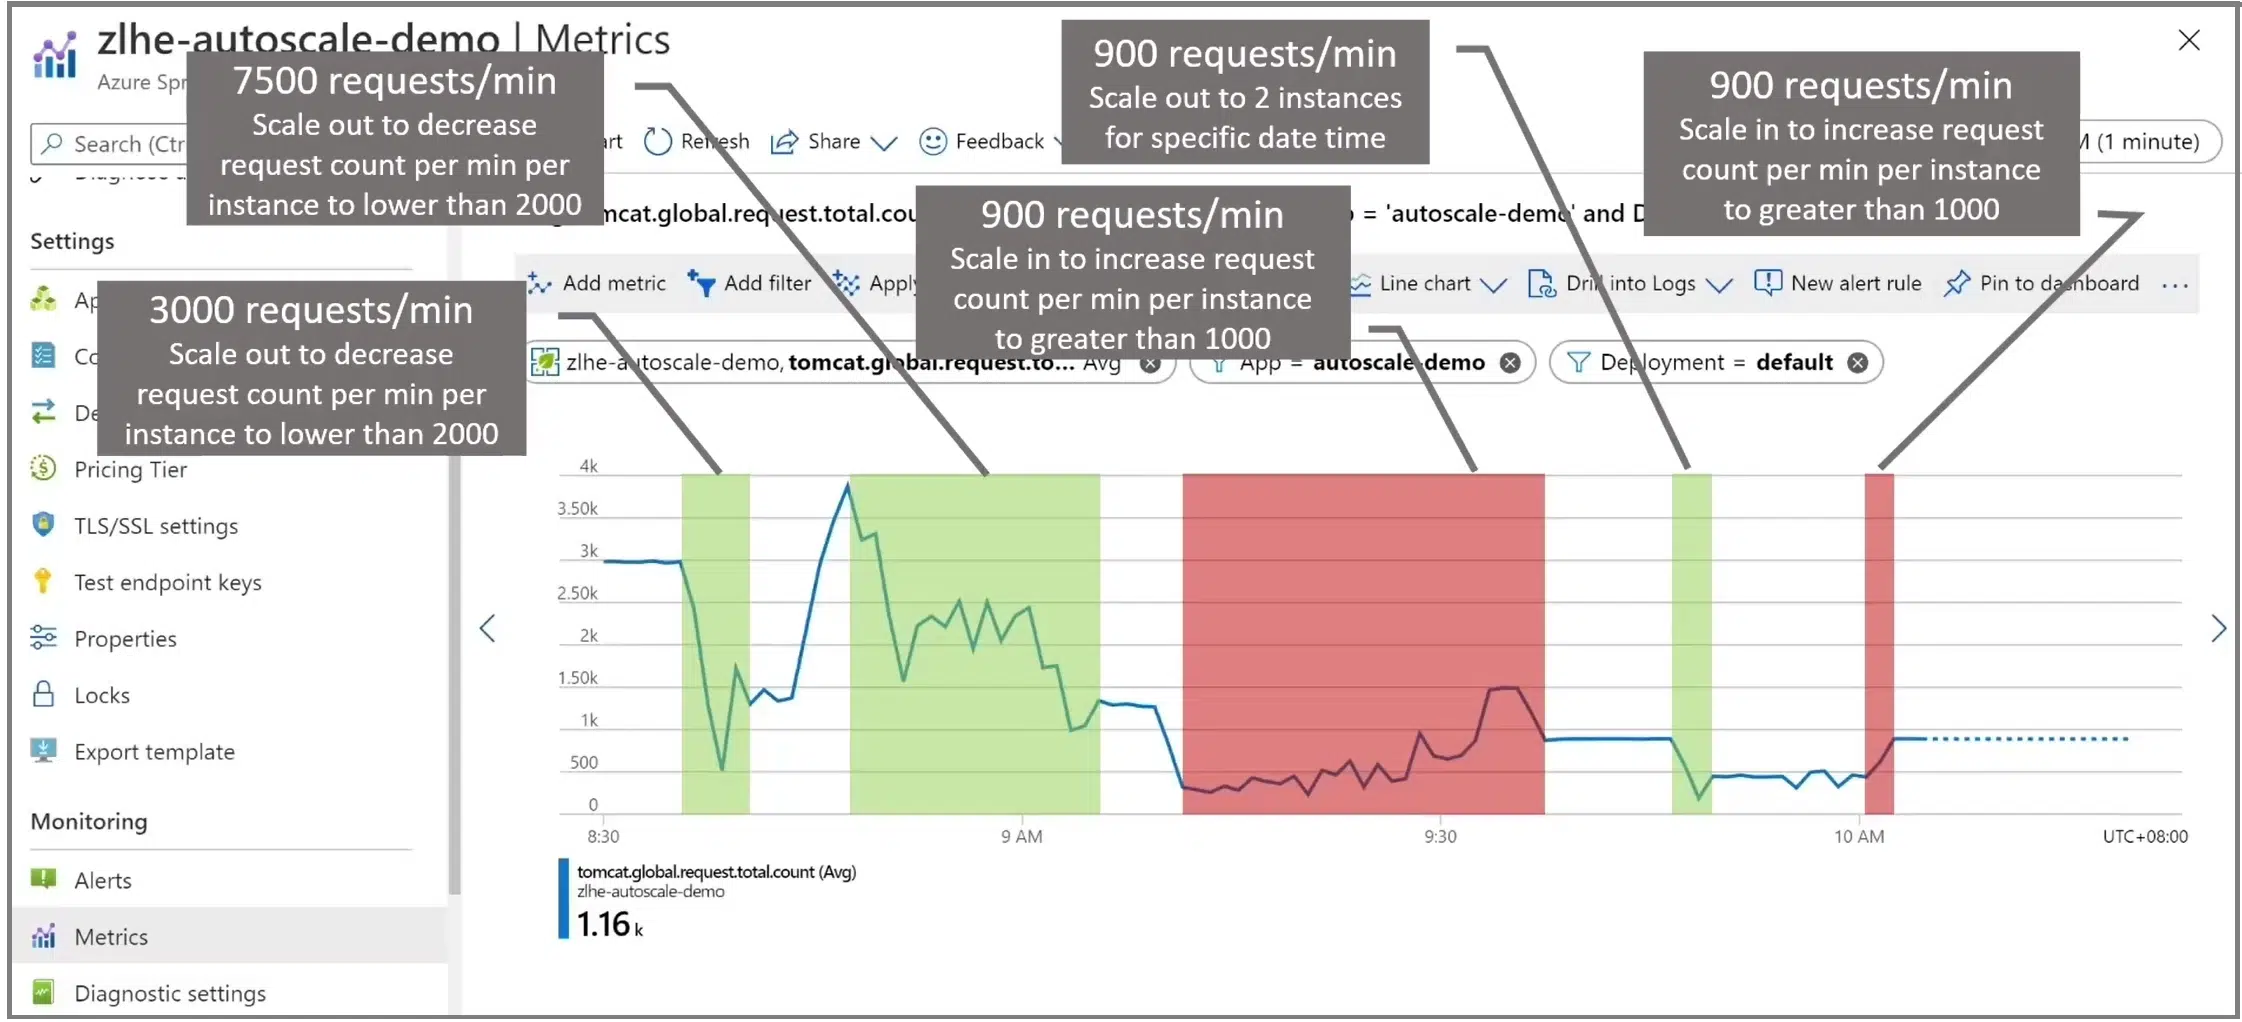 zlhe-autoscale-demo | Metrics
Azure Spr
7500 requests/min
Scale out to decrease
request count per min per
instance to lower than 2000
900 requests/min
Scale out to 2 instances
for specific date time
900 requests/min
Scale in to increase request
count per min per instance
to greater than 1000
Search (Ctr
Refresh
Share
Feedback
(1 minute)
mcat.global.request.total.cou
= 'autoscale-demo' and D
900 requests/min
Scale in to increase request
count per min per instance
to greater than 1000
Settings
Add metric
Add filter
Apply
Line chart
Drill into Logs
New alert rule
Pin to dashboard
...
3000 requests/min
Scale out to decrease
request count per min per
instance to lower than 2000
Ap
Co
De
zlhe-autoscale-demo, tomcat.global.request.to... Avg
App = autoscale-demo
Deployment = default
Pricing Tier
TLS/SSL settings
Test endpoint keys
Properties
Locks
Export template
Monitoring
Alerts
Metrics
Diagnostic settings
4k
3.50k
3k
2.50k
2k
1.50k
1k
500
0
8:30
9 AM
9:30
10 AM
UTC+08:00
tomcat.global.request.total.count (Avg)
zlhe-autoscale-demo
1.16 k